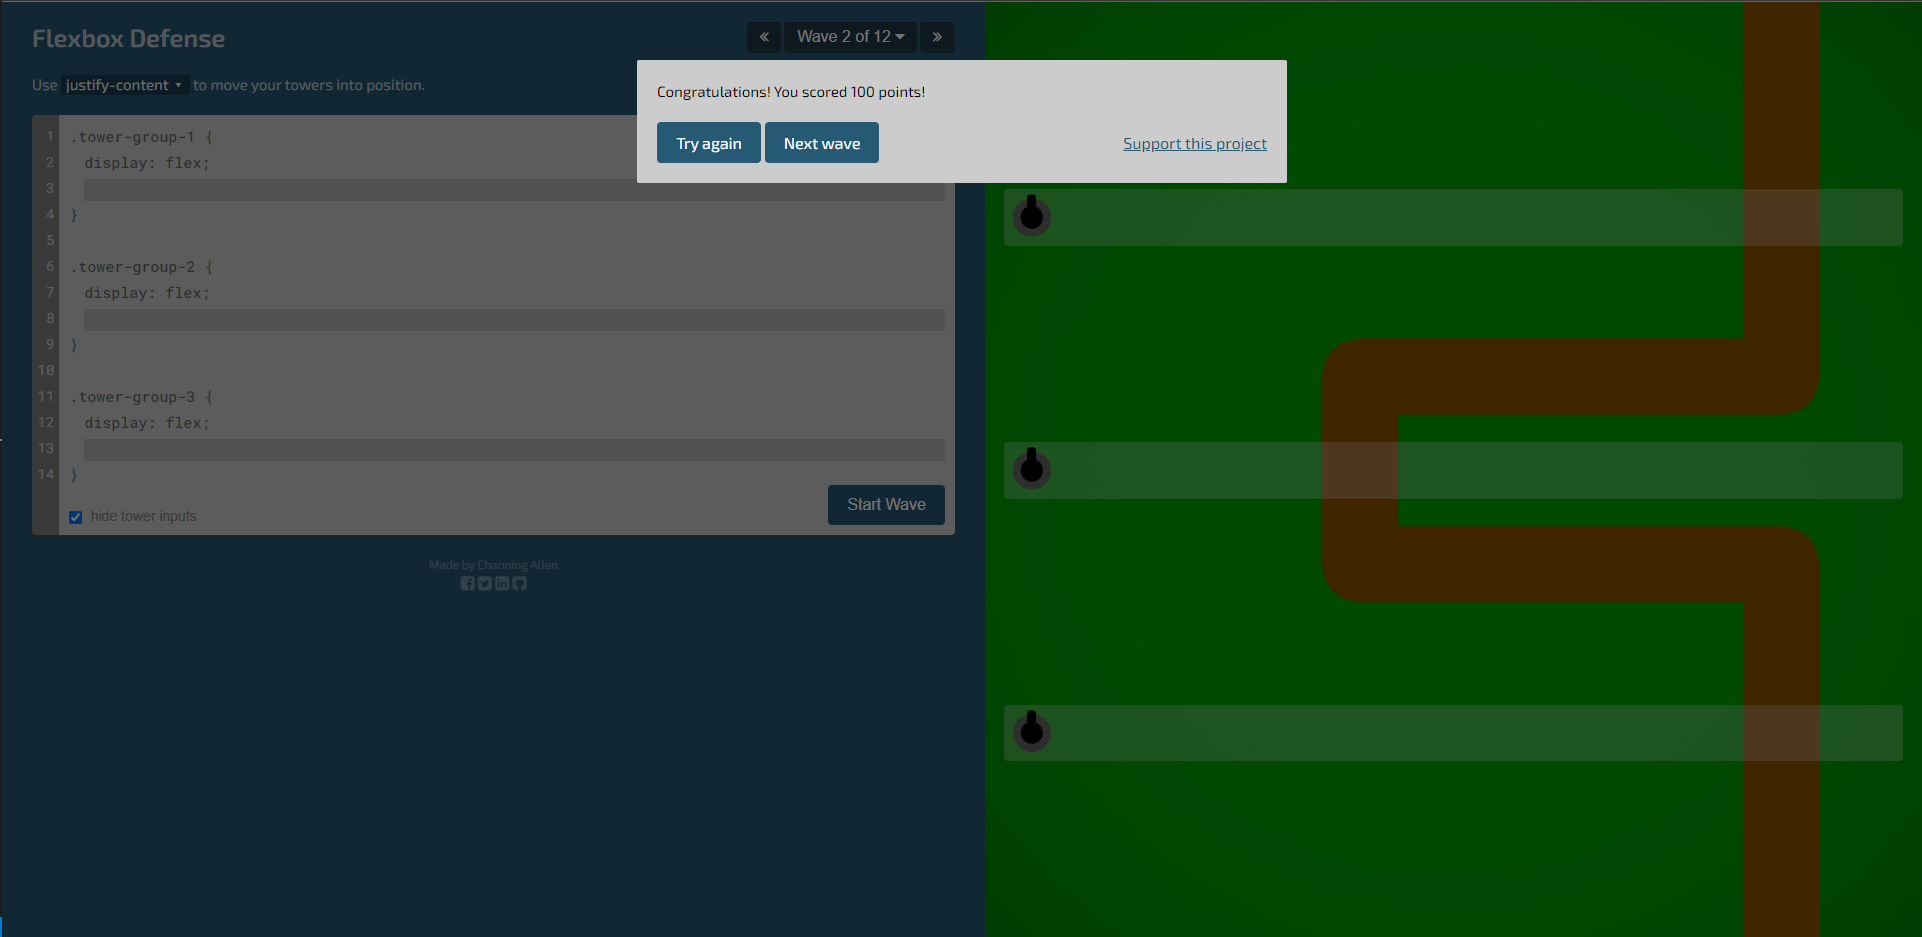 Flexbox Defense
« Wave 2 of 12 »
Use justify-content to move your towers into position.
Congratulations! You scored 100 points!
Try again Next wave Support this project
1 .tower-group-1 {
2 display: flex;
3
4 }
5
6 .tower-group-2 {
7 display: flex;
8
9 }
10
11 .tower-group-3 {
12 display: flex;
13
14 }
hide tower inputs
Start Wave
Made by Channing Allen